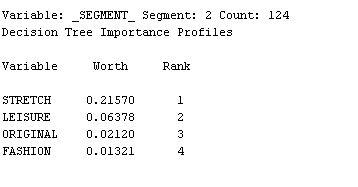 Variable: _SEGMENT_ Segment: 2 Count: 124
Decision Tree Importance Profiles
Variable Worth Rank
STRETCH 0.21570 1
LEISURE 0.06378 2
ORIGINAL 0.02120 3
FASHION 0.01321 4